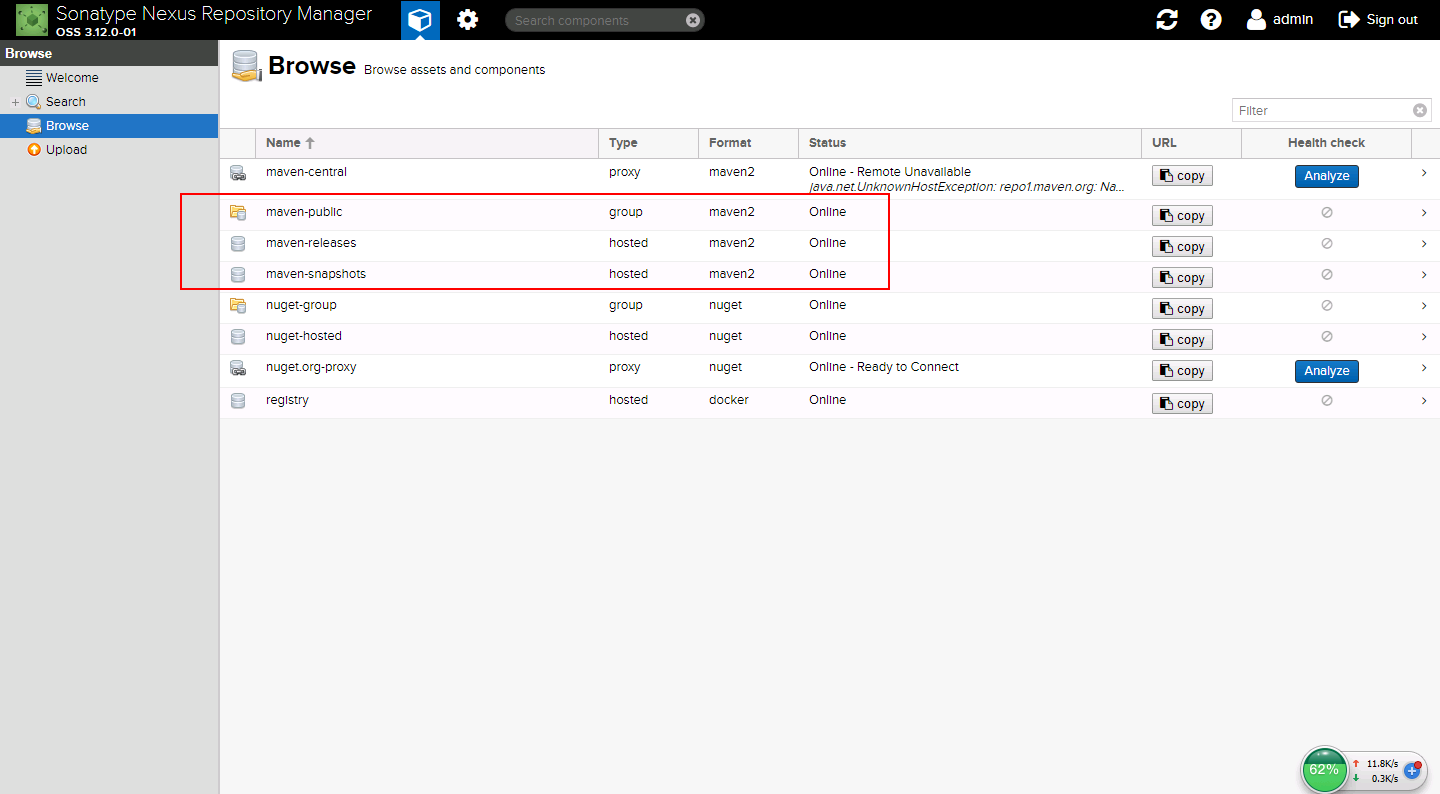 Sonatype Nexus Repository Manager
OSS 3.12.0-01
Search components
admin
Sign out
Browse
Welcome
Search
Browse
Upload
Browse Browse assets and components
Filter
Name Type Format Status URL Health check
maven-central proxy maven2 Online - Remote Unavailable copy Analyze
java.net.UnknownHostException: repo1.maven.org: Na...
maven-public group maven2 Online copy
maven-releases hosted maven2 Online copy
maven-snapshots hosted maven2 Online copy
nuget-group group nuget Online copy
nuget-hosted hosted nuget Online copy
nuget.org-proxy proxy nuget Online - Ready to Connect copy Analyze
registry hosted docker Online copy
62%
11.8K/s
0.3K/s